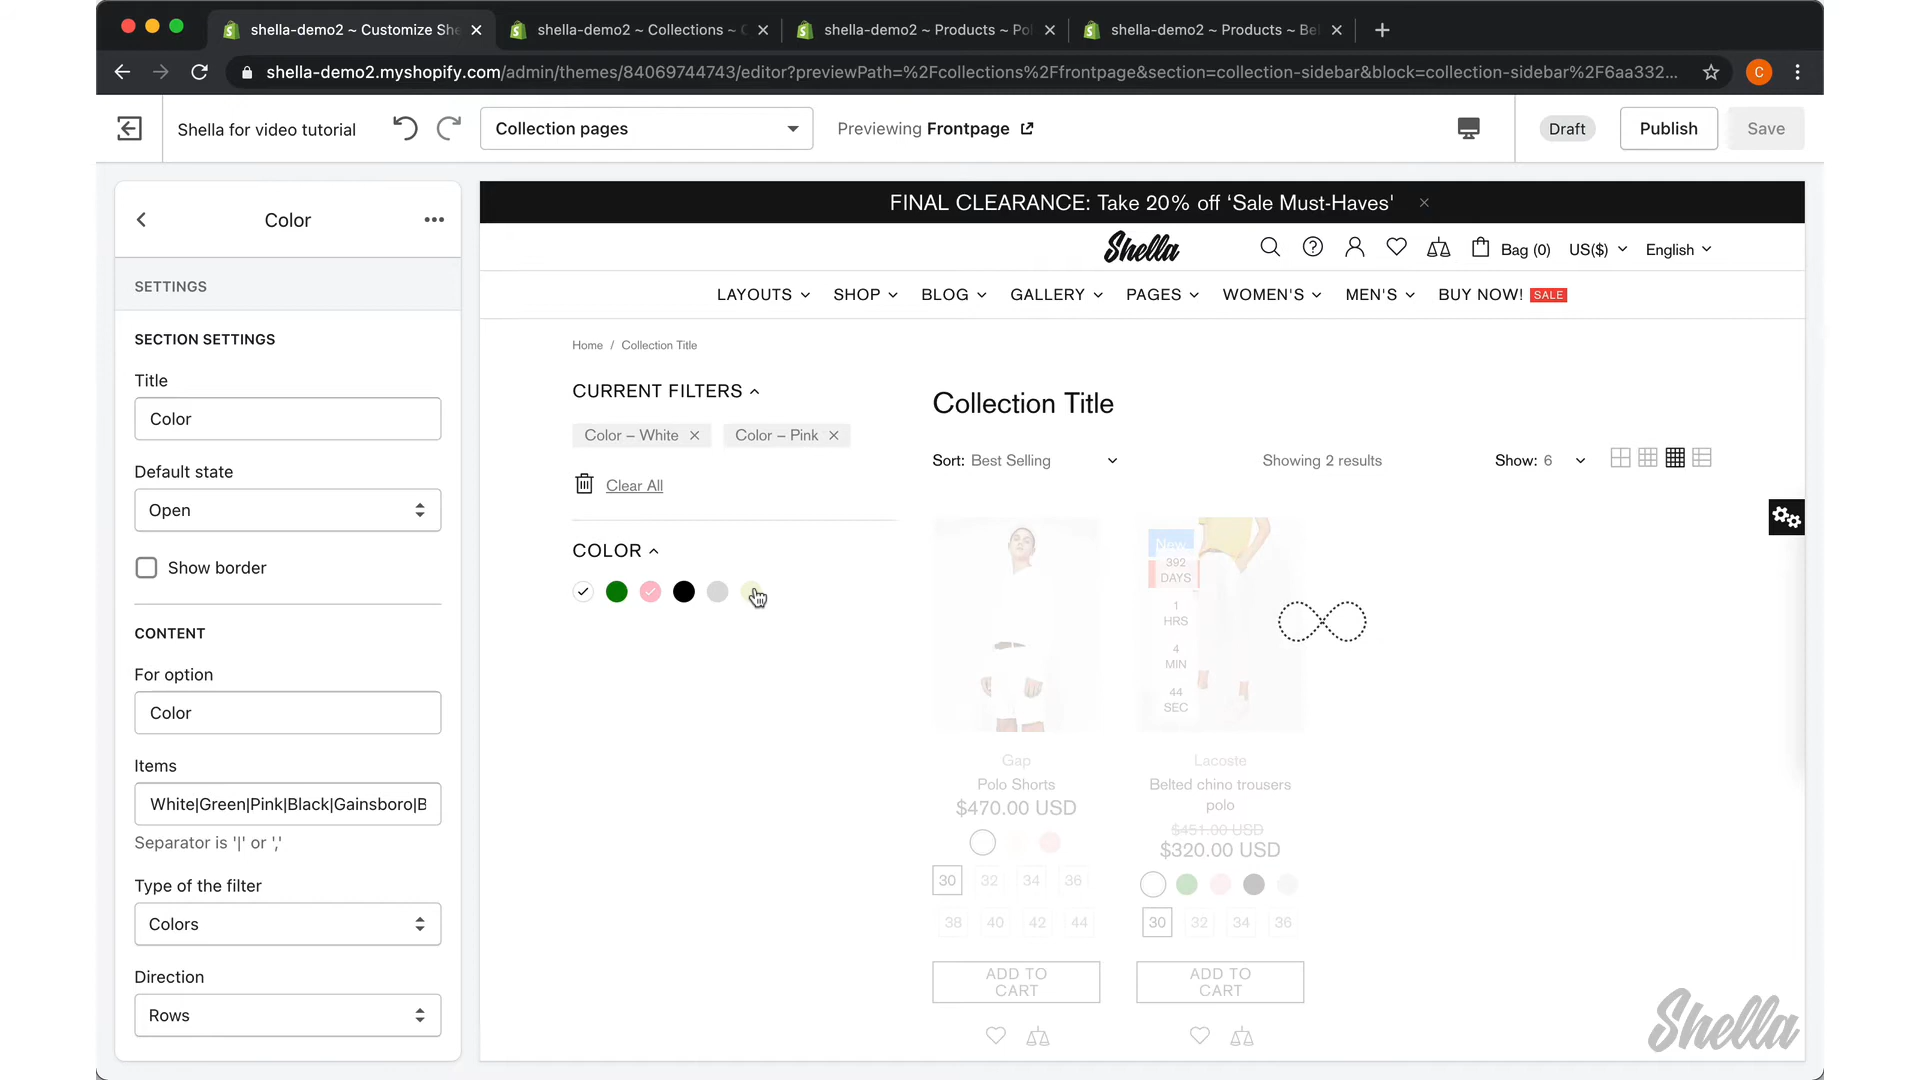 shella-demo2 ~ Customize She
shella-demo2 ~ Collections ~ C
shella-demo2 ~ Products ~ Pol
shella-demo2 ~ Products ~ Bel
shella-demo2.myshopify.com/admin/themes/84069744743/editor?previewPath=%2Fcollections%2Ffrontpage&section=collection-sidebar&block=collection-sidebar%2F6aa332...
C
Shella for video tutorial
Collection pages
Previewing Frontpage
Draft
Publish
Save
Color
SETTINGS
SECTION SETTINGS
Title
Color
Default state
Open
Show border
CONTENT
For option
Color
Items
White|Green|Pink|Black|Gainsboro|B
Separator is '|' or ','
Type of the filter
Colors
Direction
Rows
FINAL CLEARANCE: Take 20% off ‘Sale Must-Haves'
Shella
Bag (0)
US($)
English
LAYOUTS
SHOP
BLOG
GALLERY
PAGES
WOMEN'S
MEN'S
BUY NOW!
SALE
Home / Collection Title
CURRENT FILTERS
Color – White
Color – Pink
Clear All
COLOR
Collection Title
Sort: Best Selling
Showing 2 results
Show: 6
New
392
DAYS
1
HRS
4
MIN
44
SEC
Gap
Polo Shorts
$470.00 USD
30 32 34 36
38 40 42 44
ADD TO
CART
Lacoste
Belted chino trousers
polo
$451.00 USD
$320.00 USD
30 32 34 36
ADD TO
CART
Shella